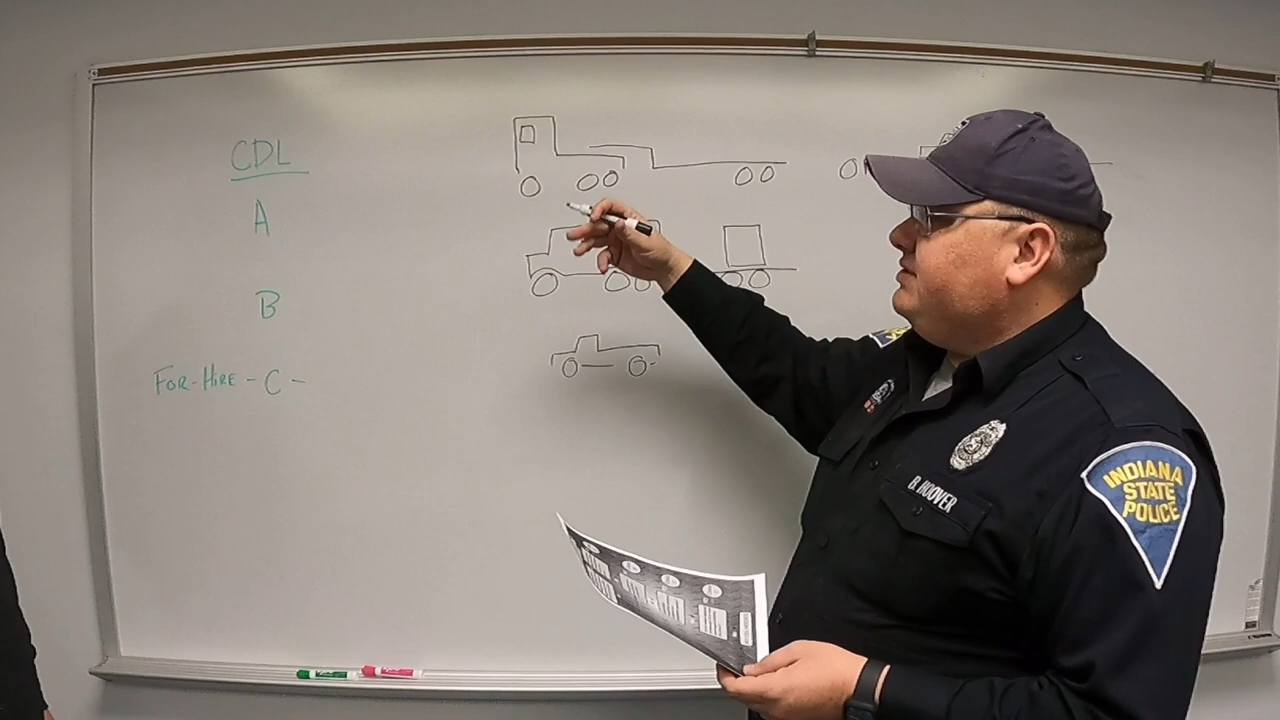 CDL
A
B
FOR-HIRE - C -
B. HOOVER
INDIANA
STATE
POLICE